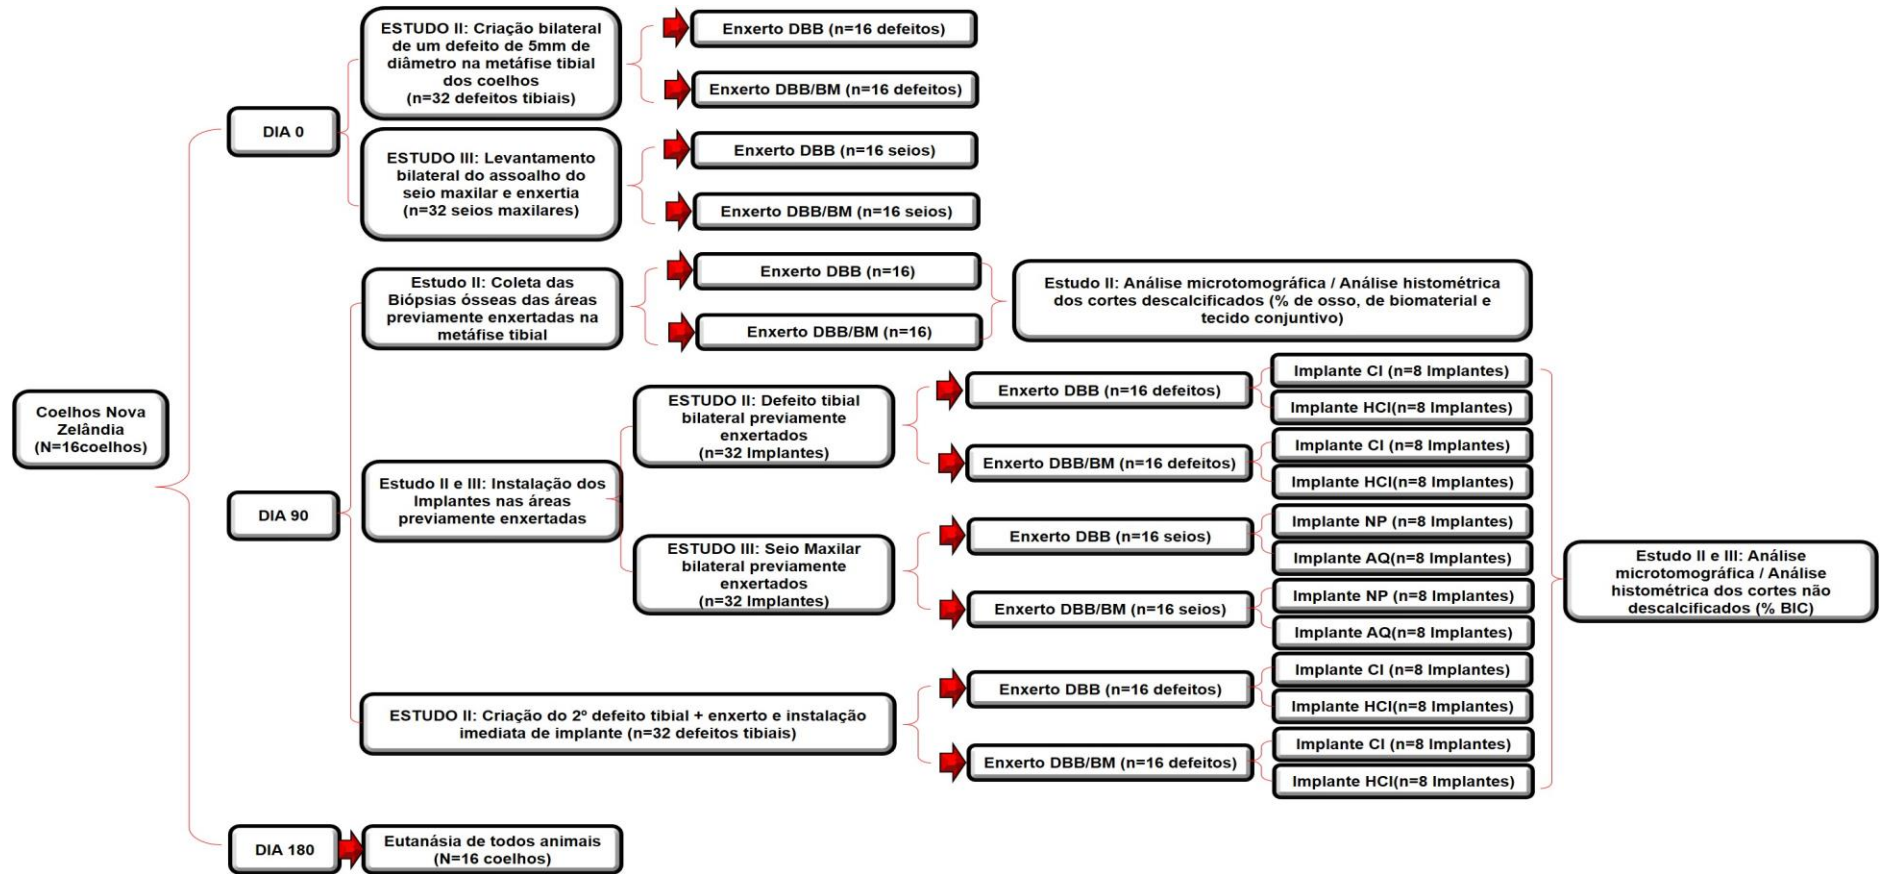 Coelhos Nova
Zelândia
(N=16coelhos)
DIA 0
ESTUDO II: Criação bilateral
de um defeito de 5mm de
diâmetro na metáfise tibial
dos coelhos
(n=32 defeitos tibiais)
Enxerto DBB (n=16 defeitos)
Enxerto DBB/BM (n=16 defeitos)
ESTUDO III: Levantamento
bilateral do assoalho do
seio maxilar e enxertia
(n=32 seios maxilares)
Enxerto DBB (n=16 seios)
Enxerto DBB/BM (n=16 seios)
DIA 90
Estudo II: Coleta das
Biópsias ósseas das áreas
previamente enxertadas na
metáfise tibial
Enxerto DBB (n=16)
Enxerto DBB/BM (n=16)
Estudo II: Análise microtomográfica / Análise histométrica
dos cortes descalcificados (% de osso, de biomaterial e
tecido conjuntivo)
Estudo II e III: Instalação dos
Implantes nas áreas
previamente enxertadas
ESTUDO II: Defeito tibial
bilateral previamente
enxertados
(n=32 Implantes)
Enxerto DBB (n=16 defeitos)
Implante CI (n=8 Implantes)
Implante HCI(n=8 Implantes)
Enxerto DBB/BM (n=16 defeitos)
Implante CI (n=8 Implantes)
Implante HCI(n=8 Implantes)
ESTUDO III: Seio Maxilar
bilateral previamente
enxertados
(n=32 Implantes)
Enxerto DBB (n=16 seios)
Implante NP (n=8 Implantes)
Implante AQ(n=8 Implantes)
Enxerto DBB/BM (n=16 seios)
Implante NP (n=8 Implantes)
Implante AQ(n=8 Implantes)
ESTUDO II: Criação do 2º defeito tibial + enxerto e instalação
imediata de implante (n=32 defeitos tibiais)
Enxerto DBB (n=16 defeitos)
Implante CI (n=8 Implantes)
Implante HCI(n=8 Implantes)
Enxerto DBB/BM (n=16 defeitos)
Implante CI (n=8 Implantes)
Implante HCI(n=8 Implantes)
Estudo II e III: Análise
microtomográfica / Análise
histométrica dos cortes não
descalcificados (% BIC)
DIA 180
Eutanásia de todos animais
(N=16 coelhos)